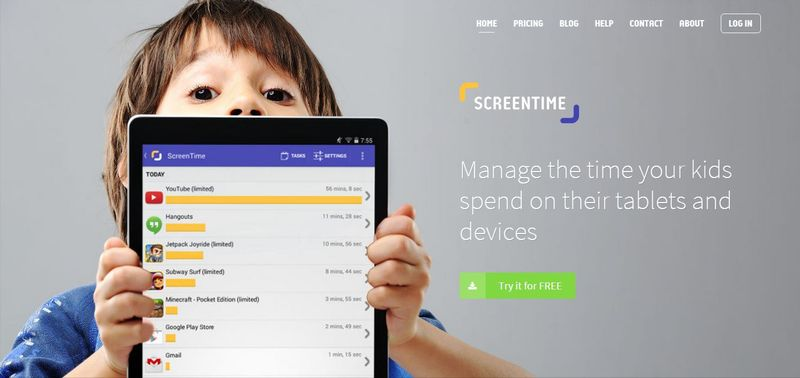 HOME PRICING BLOG HELP CONTACT ABOUT LOG IN
SCREENTIME
Manage the time your kids
spend on their tablets and
devices
Try it for FREE
7:55
ScreenTime TASKS SETTINGS
TODAY
YouTube (limited) 56 mins, 8 sec
Hangouts 11 mins, 28 sec
Jetpack Joyride (limited) 10 mins, 56 sec
Subway Surf (limited) 8 mins, 44 sec
Minecraft - Pocket Edition (limited) 3 mins, 55 sec
Google Play Store 2 mins, 49 sec
Gmail 1 min, 15 sec